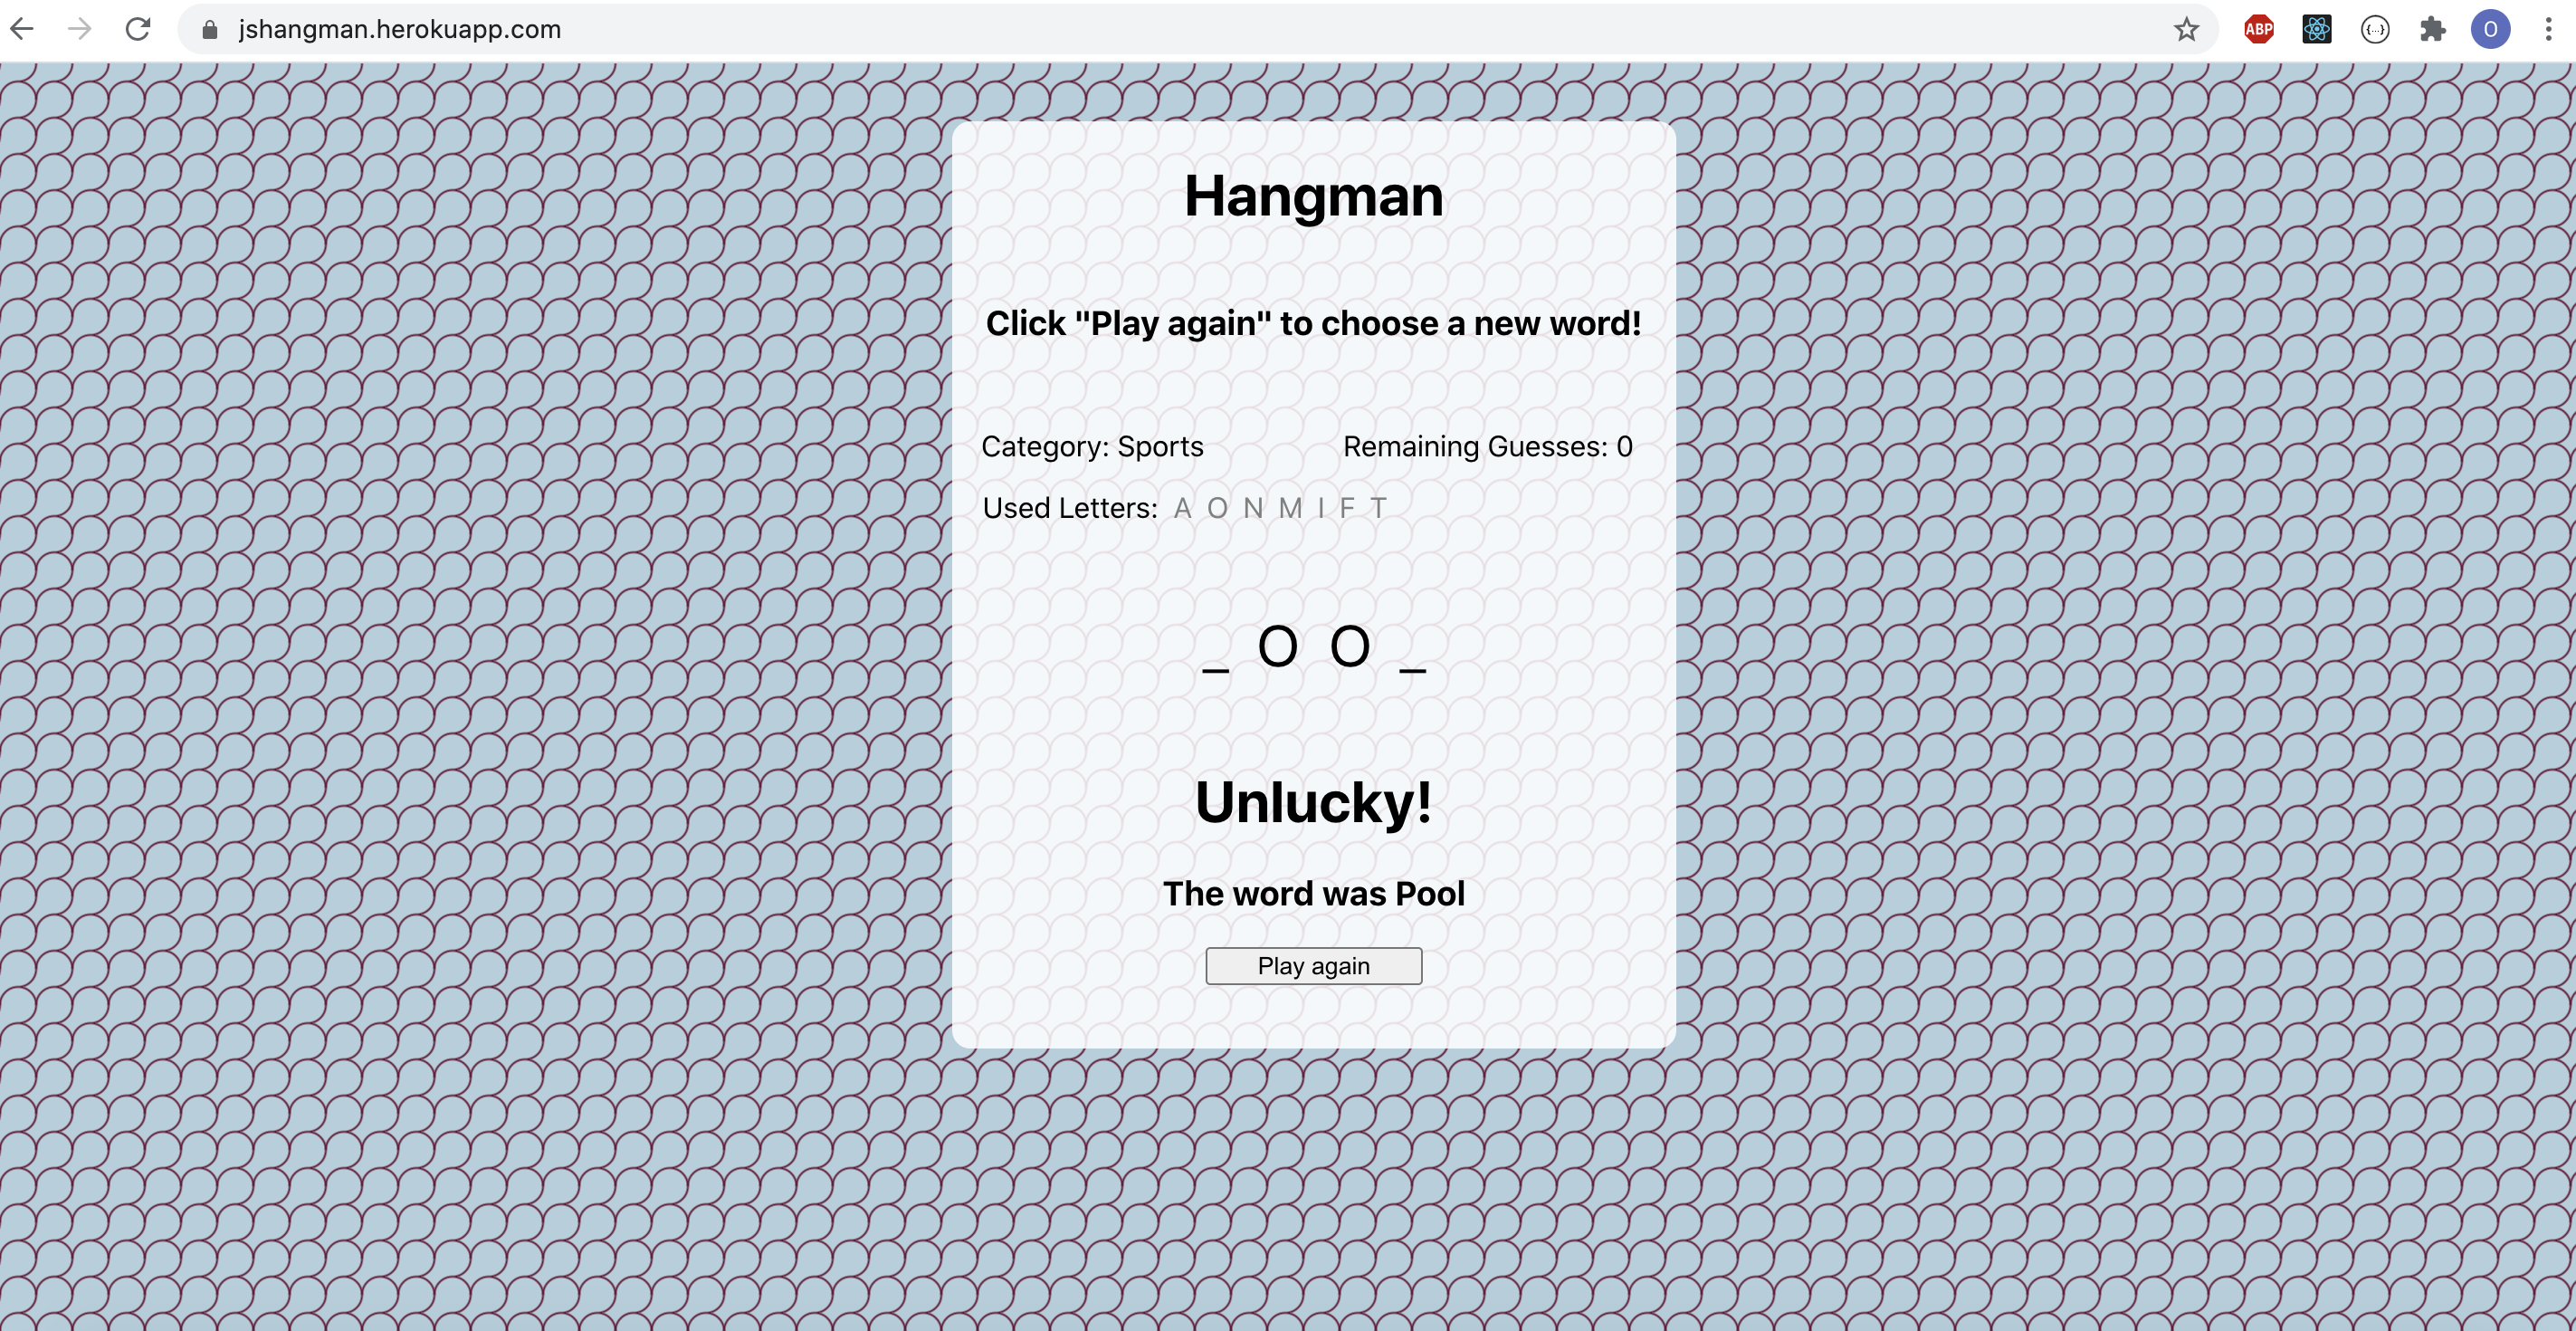 jshangman.herokuapp.com
ABP
{...}
O
Hangman
Click "Play again" to choose a new word!
Category: Sports Remaining Guesses: 0
Used Letters: A O N M I F T
_ O O _
Unlucky!
The word was Pool
Play again